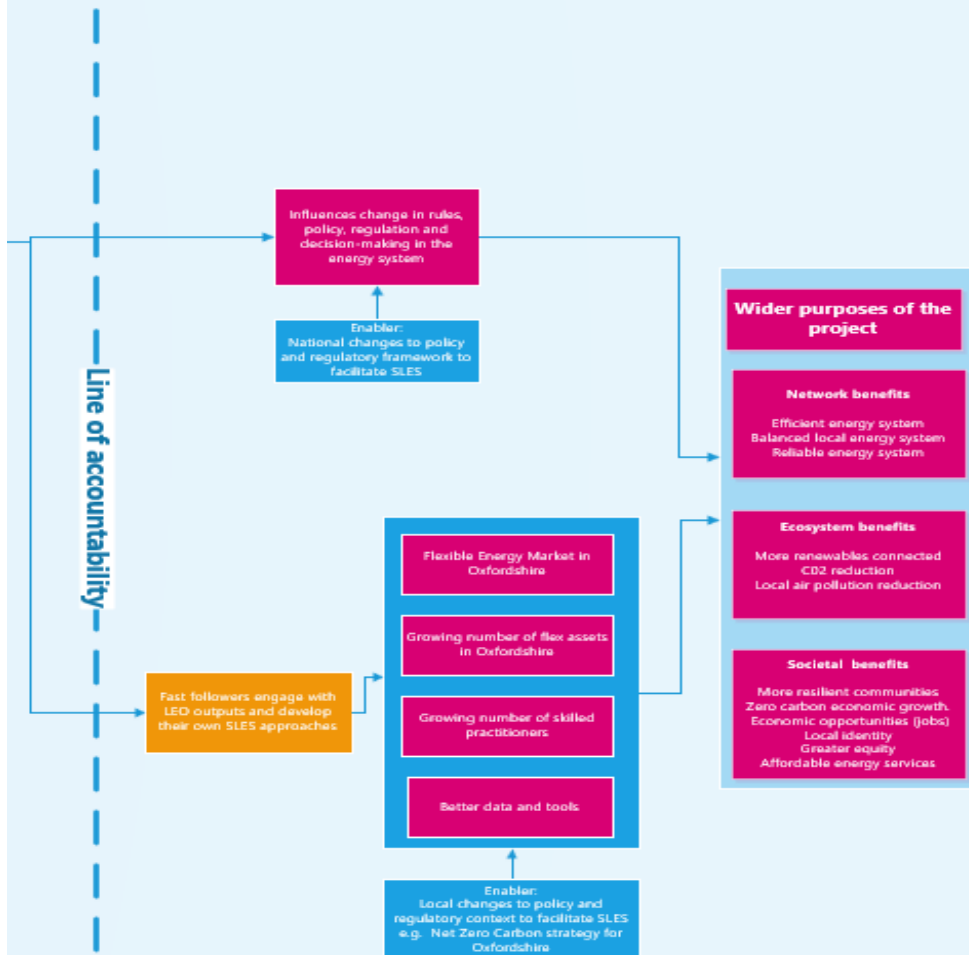 Line of accountability
Influences change in rules,
policy, regulation and
decision-making in the
energy system
Enabler:
National changes to policy
and regulatory framework to
facilitate SLES
Fast followers engage with
LEO outputs and develop
their own SLES approaches
Flexible Energy Market in
Oxfordshire
Growing number of flex assets
in Oxfordshire
Growing number of skilled
practitioners
Better data and tools
Enabler:
Local changes to policy and
regulatory context to facilitate SLES
e.g. Net Zero Carbon strategy for
Oxfordshire
Wider purposes of the
project
Network benefits
Efficient energy system
Balanced local energy system
Reliable energy system
Ecosystem benefits
More renewables connected
C02 reduction
Local air pollution reduction
Societal benefits
More resilient communities
Zero carbon economic growth.
Economic opportunities (jobs)
Local identity
Greater equity
Affordable energy services